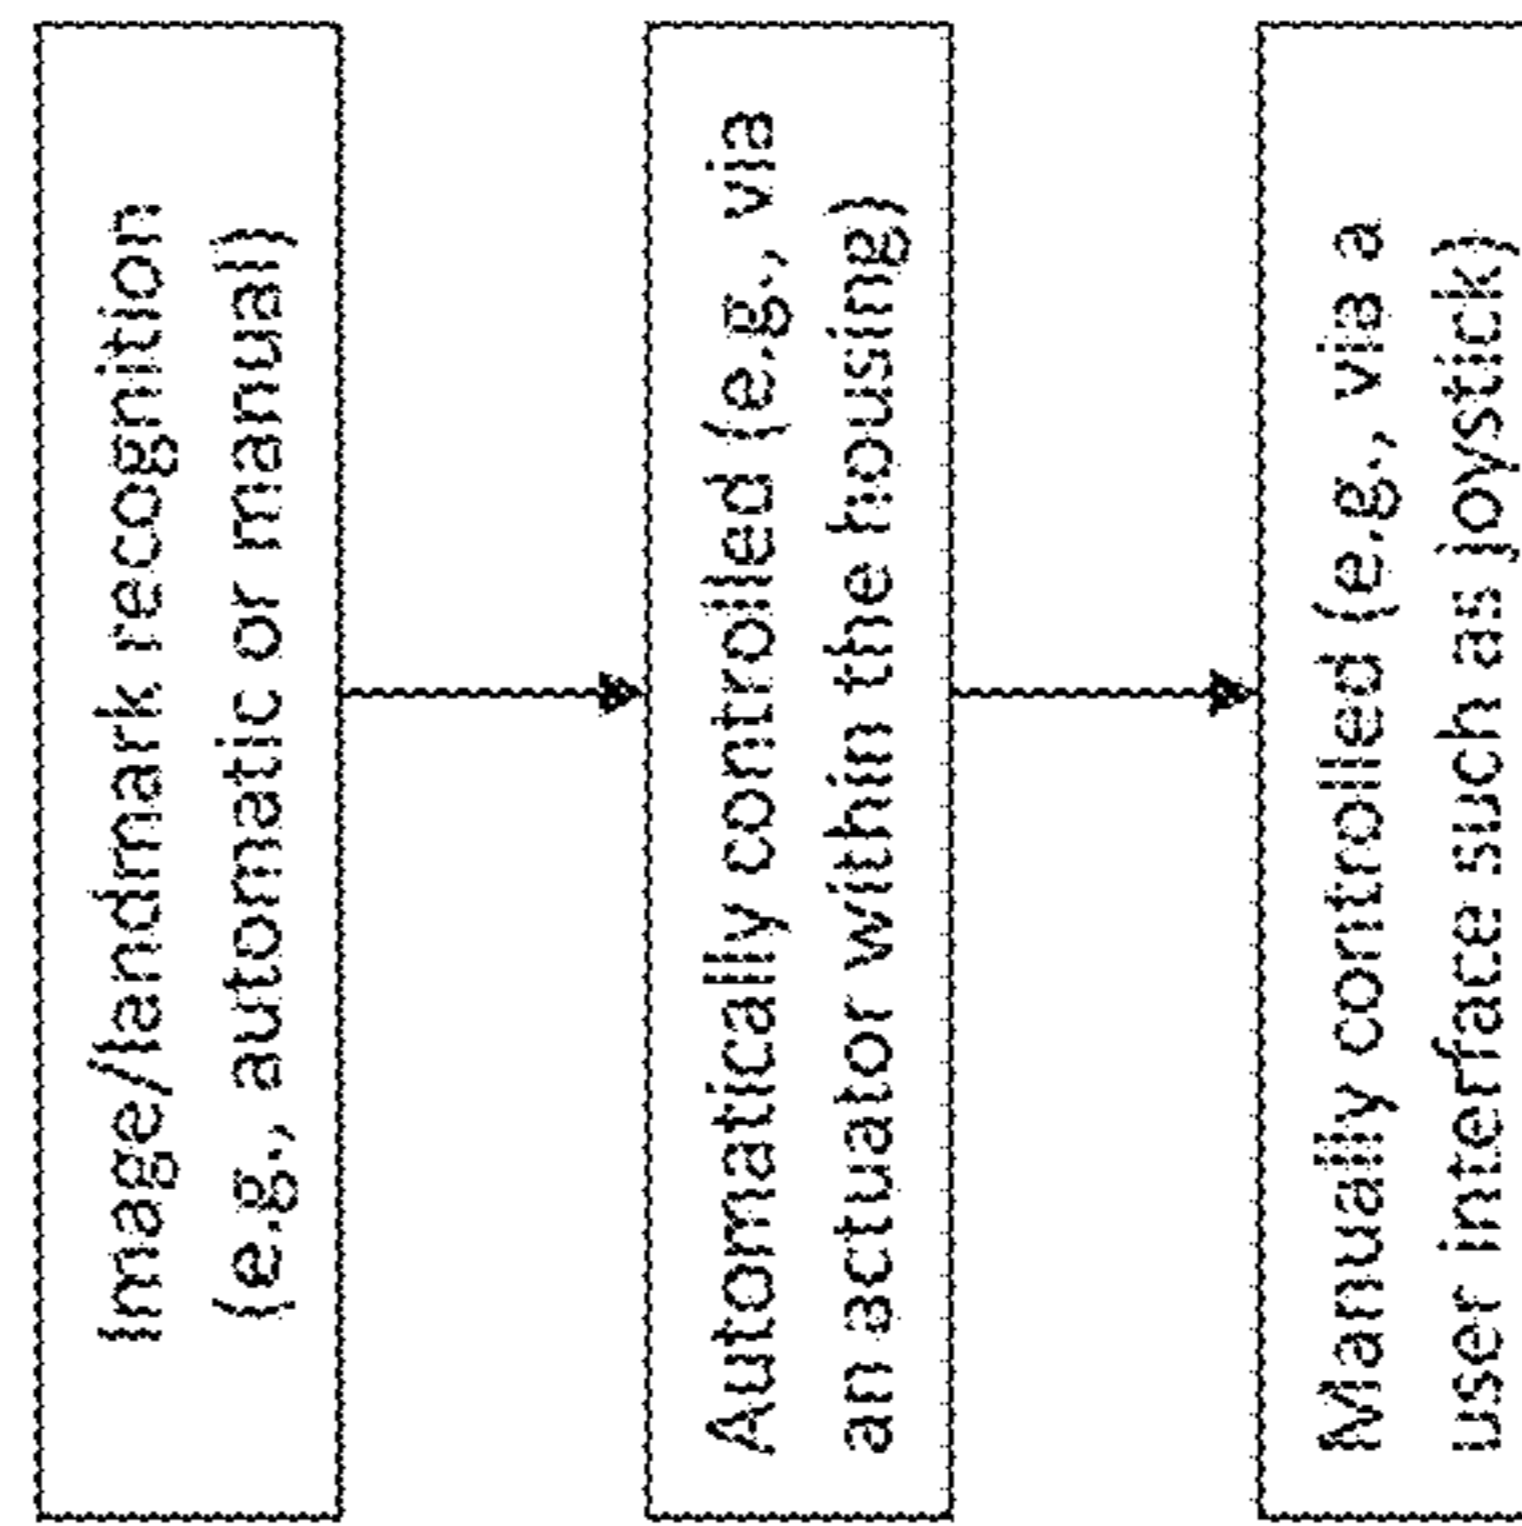 Image/landmark recognition
(e.g., automatic or manual)
Automatically controlled (e.g., via
an actuator within the housing)
Manually controlled (e.g., via a
user interface such as joystick)